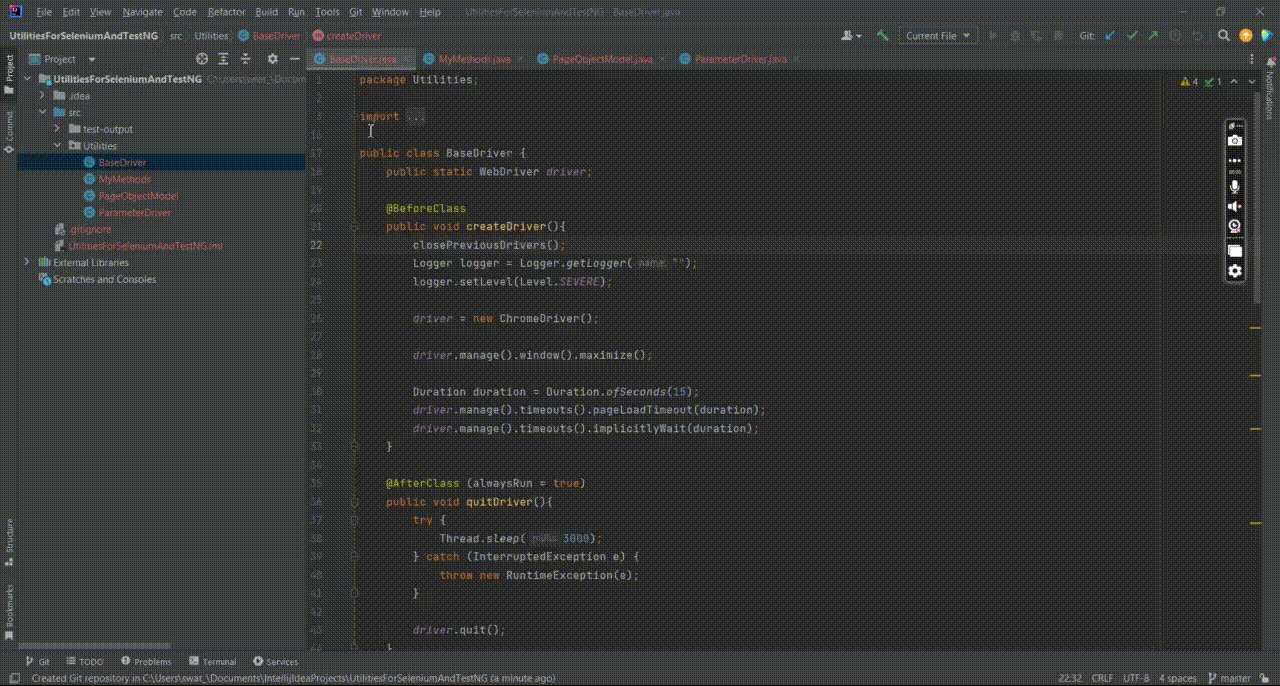 File Edit View Navigate Code Refactor Build Run Tools Git Window Help UtilitiesForSeleniumAndTestNG - BaseDriver.java
UtilitiesForSeleniumAndTestNG src Utilities BaseDriver createDriver Current File Git:
Project
BaseDriver.java MyMethods.java PageObjectModel.java ParameterDriver.java
UtilitiesForSeleniumAndTestNG C:\Users\swat_\Docum
.idea
src
test-output
Utilities
BaseDriver
MyMethods
PageObjectModel
ParameterDriver
.gitignore
UtilitiesForSeleniumAndTestNG.iml
External Libraries
Scratches and Consoles
Project
Commit
Structure
Bookmarks
Notifications
4 1
1 package Utilities;
2
3 import ...
16
17 public class BaseDriver {
18 public static WebDriver driver;
19
20 @BeforeClass
21 public void createDriver(){
22 closePreviousDrivers();
23 Logger logger = Logger.getLogger( name: "");
24 logger.setLevel(Level.SEVERE);
25
26 driver = new ChromeDriver();
27
28 driver.manage().window().maximize();
29
30 Duration duration = Duration.ofSeconds(15);
31 driver.manage().timeouts().pageLoadTimeout(duration);
32 driver.manage().timeouts().implicitlyWait(duration);
33 }
34
35 @AfterClass (alwaysRun = true)
36 public void quitDriver(){
37 try {
38 Thread.sleep( millis: 3000);
39 } catch (InterruptedException e) {
40 throw new RuntimeException(e);
41 }
42
43 driver.quit();
44 }
Git TODO Problems Terminal Services
Created Git repository in C:\Users\swat_\Documents\IntellijIdeaProjects\UtilitiesForSeleniumAndTestNG (a minute ago) 22:32 CRLF UTF-8 4 spaces master